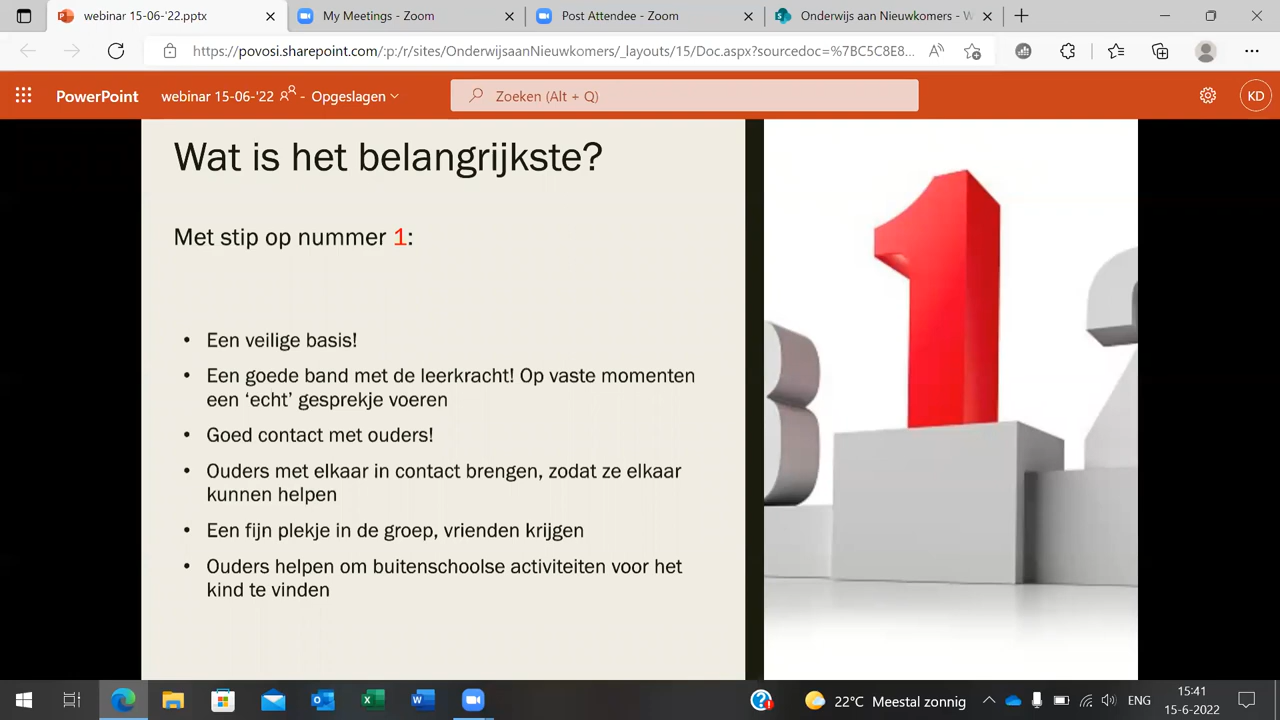 webinar 15-06-'22.pptx
My Meetings - Zoom
Post Attendee - Zoom
Onderwijs aan Nieuwkomers - W
https://povosi.sharepoint.com/:p:/r/sites/OnderwijsaanNieuwkomers/_layouts/15/Doc.aspx?sourcedoc=%7BC5C8E8...
PowerPoint
webinar 15-06-'22 - Opgeslagen
Zoeken (Alt + Q)
KD
Wat is het belangrijkste?
Met stip op nummer 1:
• Een veilige basis!
• Een goede band met de leerkracht! Op vaste momenten
een ‘echt’ gesprekje voeren
• Goed contact met ouders!
• Ouders met elkaar in contact brengen, zodat ze elkaar
kunnen helpen
• Een fijn plekje in de groep, vrienden krijgen
• Ouders helpen om buitenschoolse activiteiten voor het
kind te vinden
1
22°C Meestal zonnig
ENG
15:41
15-6-2022